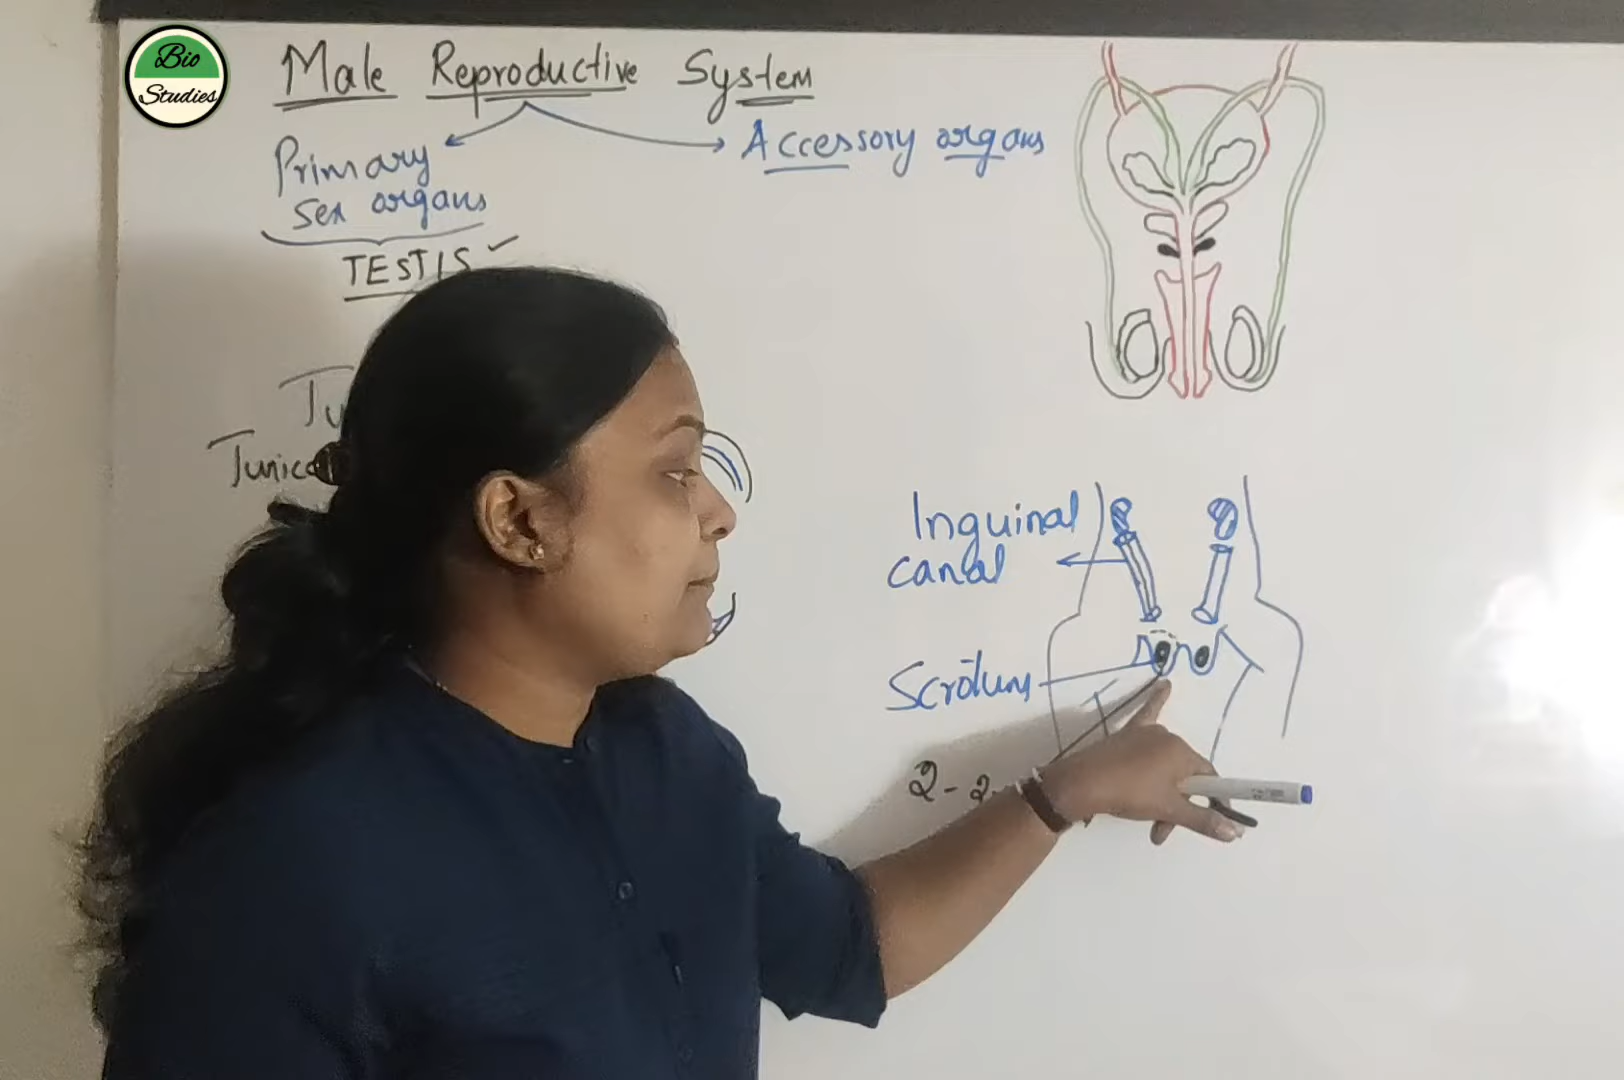 Bio
Studies
Male Reproductive System
Primary
sex organs
Accessory organs
TESTIS
Inguinal
canal
Scrotum